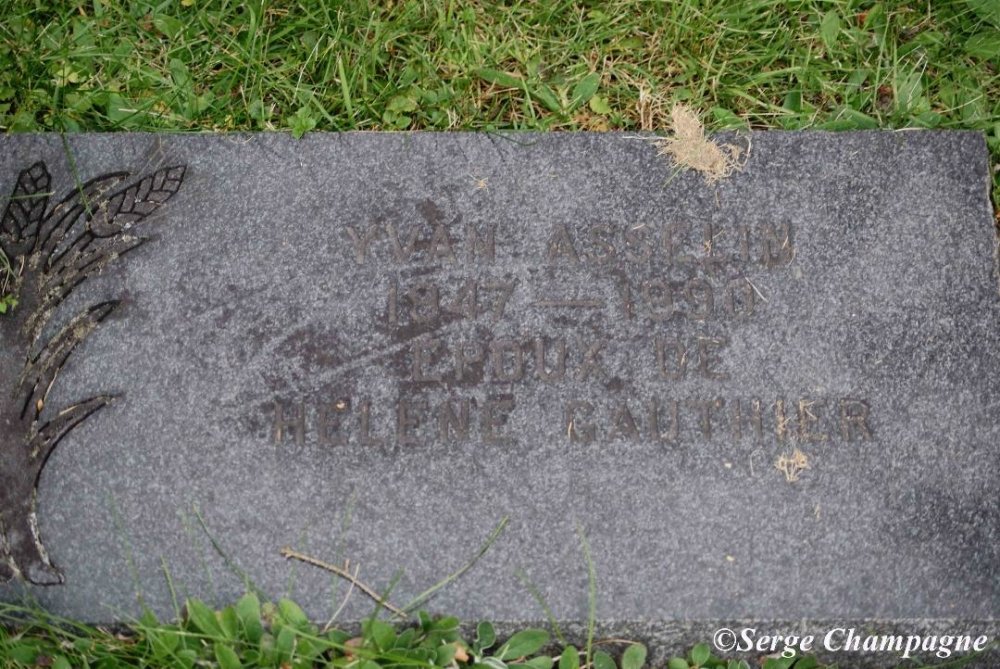 YVAN ASSELIN
1947 — 1990
EPOUX DE
HELENE GAUTHIER
©Serge Champagne